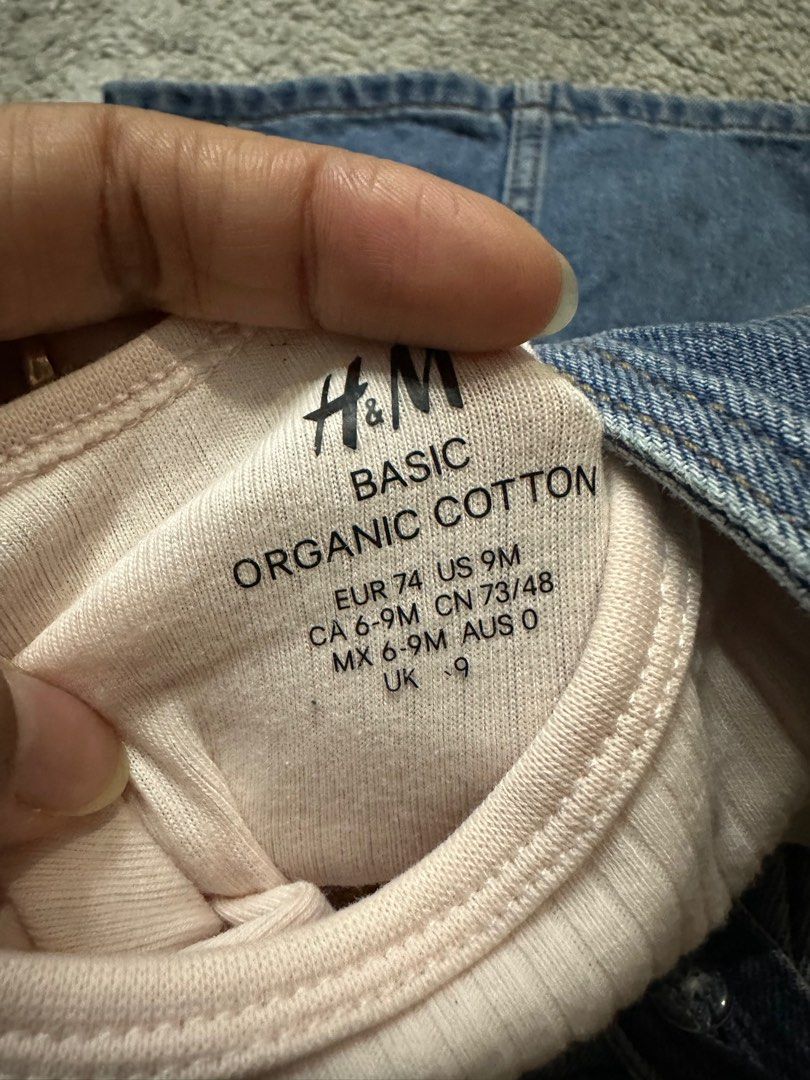 H&M
BASIC
ORGANIC COTTON
EUR 74 US 9M
CA 6-9M CN 73/48
MX 6-9M AUS 0
UK 9